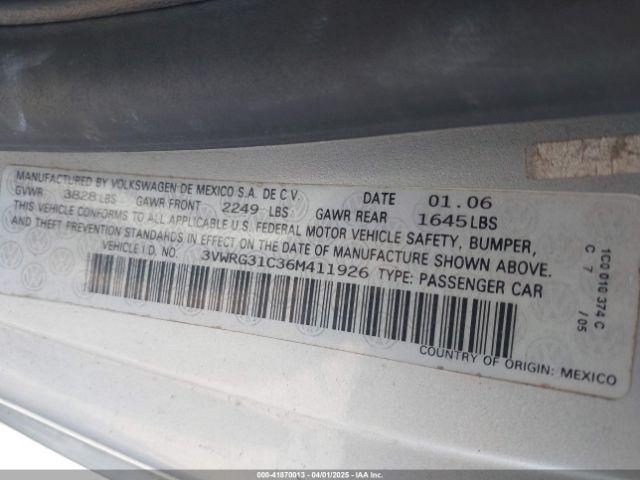 MANUFACTURED BY VOLKSWAGEN DE MEXICO S.A. DE C.V. DATE 01.06
GVWR 3828 LBS GAWR FRONT 2249 LBS GAWR REAR 1645 LBS
THIS VEHICLE CONFORMS TO ALL APPLICABLE U.S. FEDERAL MOTOR VEHICLE SAFETY, BUMPER,
AND THEFT PREVENTION STANDARDS IN EFFECT ON THE DATE OF MANUFACTURE SHOWN ABOVE.
VEHICLE I D. NO. 3VWRG31C36M411926 TYPE: PASSENGER CAR
COUNTRY OF ORIGIN: MEXICO
1C0 010 374 C
C 7 / 05
000-41870013 | 04/01/2025 | iaai.com